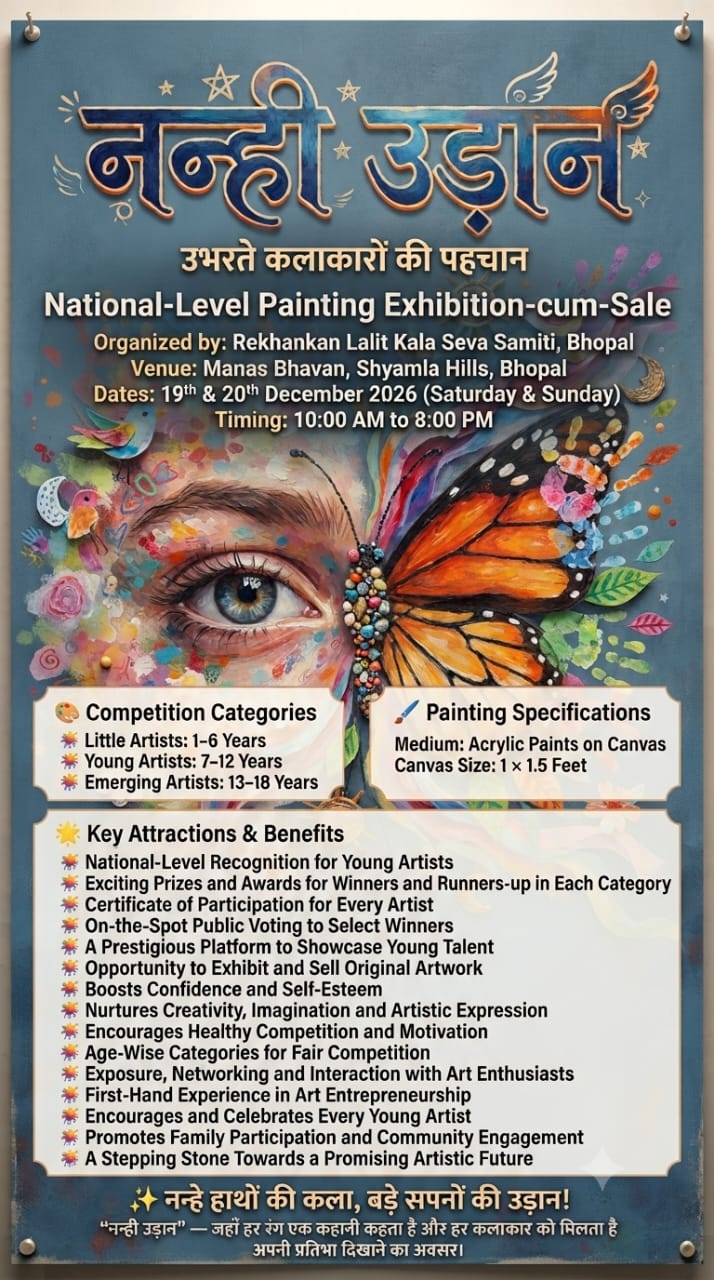 नन्ही उड़ान
उभरते कलाकारों की पहचान
National-Level Painting Exhibition-cum-Sale
Organized by: Rekhankan Lalit Kala Seva Samiti, Bhopal
Venue: Manas Bhavan, Shyamla Hills, Bhopal
Dates: 19th & 20th December 2026 (Saturday & Sunday)
Timing: 10:00 AM to 8:00 PM
Competition Categories
Little Artists: 1–6 Years
Young Artists: 7–12 Years
Emerging Artists: 13–18 Years
Painting Specifications
Medium: Acrylic Paints on Canvas
Canvas Size: 1 × 1.5 Feet
Key Attractions & Benefits
National-Level Recognition for Young Artists
Exciting Prizes and Awards for Winners and Runners-up in Each Category
Certificate of Participation for Every Artist
On-the-Spot Public Voting to Select Winners
A Prestigious Platform to Showcase Young Talent
Opportunity to Exhibit and Sell Original Artwork
Boosts Confidence and Self-Esteem
Nurtures Creativity, Imagination and Artistic Expression
Encourages Healthy Competition and Motivation
Age-Wise Categories for Fair Competition
Exposure, Networking and Interaction with Art Enthusiasts
First-Hand Experience in Art Entrepreneurship
Encourages and Celebrates Every Young Artist
Promotes Family Participation and Community Engagement
A Stepping Stone Towards a Promising Artistic Future
✨ नन्हे हाथों की कला, बड़े सपनों की उड़ान!
“नन्ही उड़ान” — जहाँ हर रंग एक कहानी कहता है और हर कलाकार को मिलता है
अपनी प्रतिभा दिखाने का अवसर।